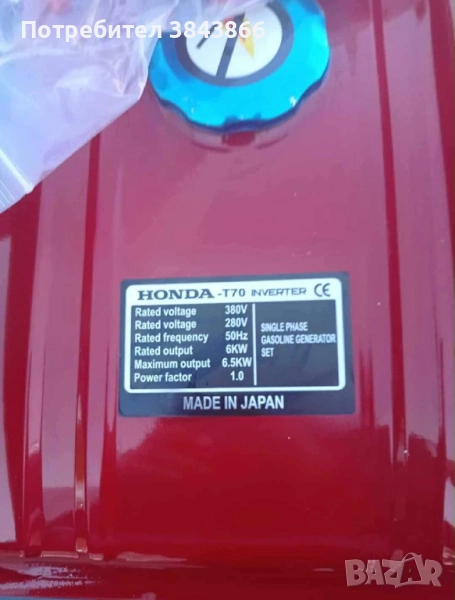 Потребител 3843866
HONDA -T70 INVERTER CE
Rated voltage 380V
Rated voltage 280V
Rated frequency 50Hz
Rated output 6KW
Maximum output 6.5KW
Power factor 1.0
SINGLE PHASE
GASOLINE GENERATOR
SET
MADE IN JAPAN
BAZAR